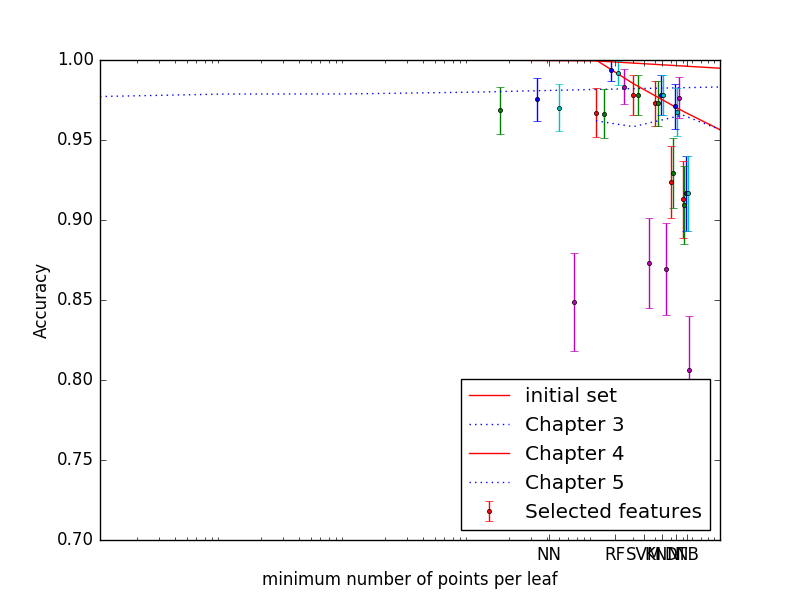 1.00
0.95
0.90
0.85
0.80
0.75
0.70
Accuracy
initial set
Chapter 3
Chapter 4
Chapter 5
Selected features
NN RF SVM
minimum number of points per leaf